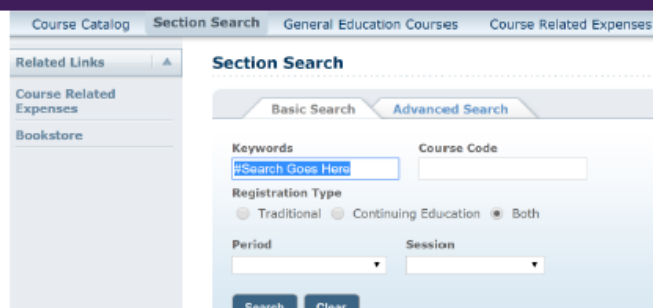 Course Catalog Section Search General Education Courses Course Related Expenses
Related Links
Section Search
Course Related
Expenses
Bookstore
Basic Search Advanced Search
Keywords Course Code
#Search Goes Here
Registration Type
Traditional Continuing Education Both
Period Session
Search Clear